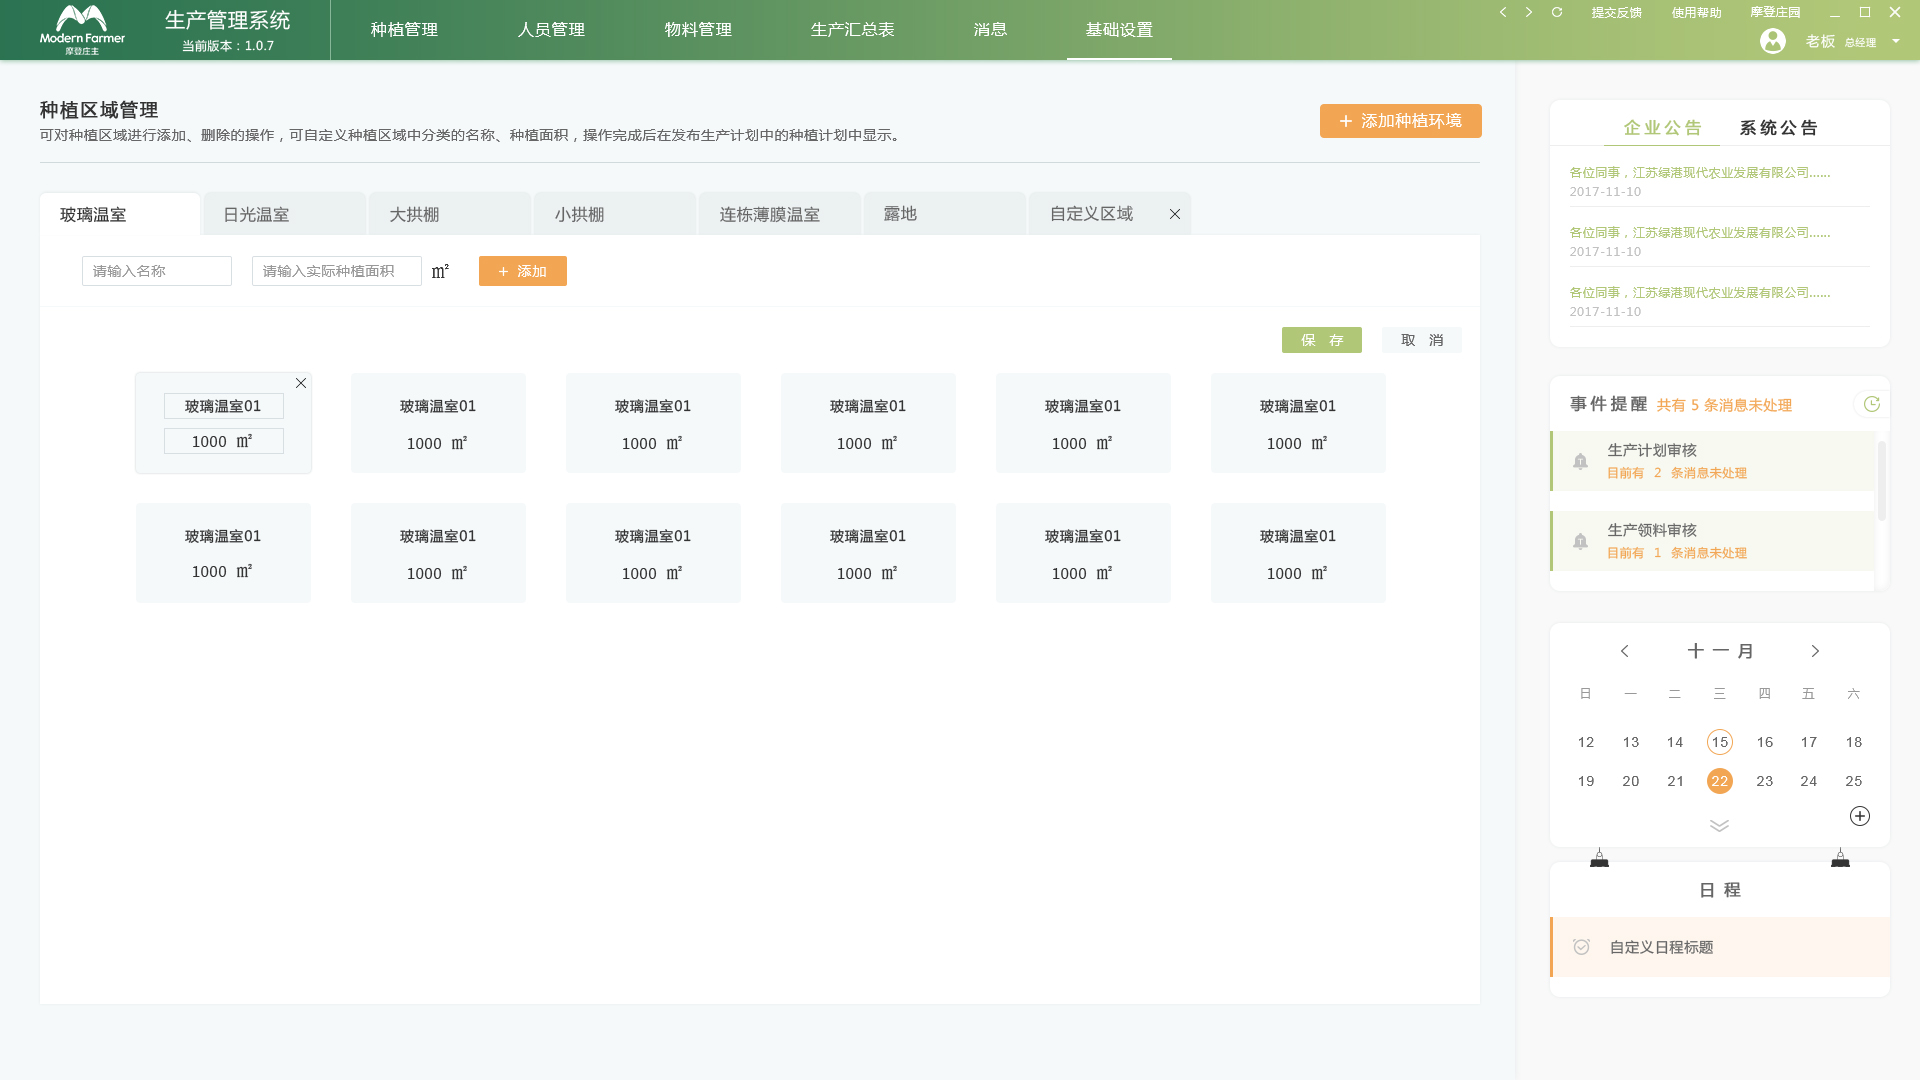 Modern Farmer
摩登庄主
生产管理系统
当前版本：1.0.7
种植管理
人员管理
物料管理
生产汇总表
消息
基础设置
提交反馈
使用帮助
摩登庄园
老板 总经理
种植区域管理
可对种植区域进行添加、删除的操作，可自定义种植区域中分类的名称、种植面积，操作完成后在发布生产计划中的种植计划中显示。
+ 添加种植环境
玻璃温室
日光温室
大拱棚
小拱棚
连栋薄膜温室
露地
自定义区域
请输入名称
请输入实际种植面积 ㎡
+ 添加
保 存
取 消
玻璃温室01
1000 ㎡
玻璃温室01
1000 ㎡
玻璃温室01
1000 ㎡
玻璃温室01
1000 ㎡
玻璃温室01
1000 ㎡
玻璃温室01
1000 ㎡
玻璃温室01
1000 ㎡
玻璃温室01
1000 ㎡
玻璃温室01
1000 ㎡
玻璃温室01
1000 ㎡
玻璃温室01
1000 ㎡
玻璃温室01
1000 ㎡
企业公告
系统公告
各位同事，江苏绿港现代农业发展有限公司......
2017-11-10
各位同事，江苏绿港现代农业发展有限公司......
2017-11-10
各位同事，江苏绿港现代农业发展有限公司......
2017-11-10
事件提醒 共有 5 条消息未处理
生产计划审核
目前有 2 条消息未处理
生产领料审核
目前有 1 条消息未处理
十一月
日 一 二 三 四 五 六
12 13 14 15 16 17 18
19 20 21 22 23 24 25
日 程
自定义日程标题